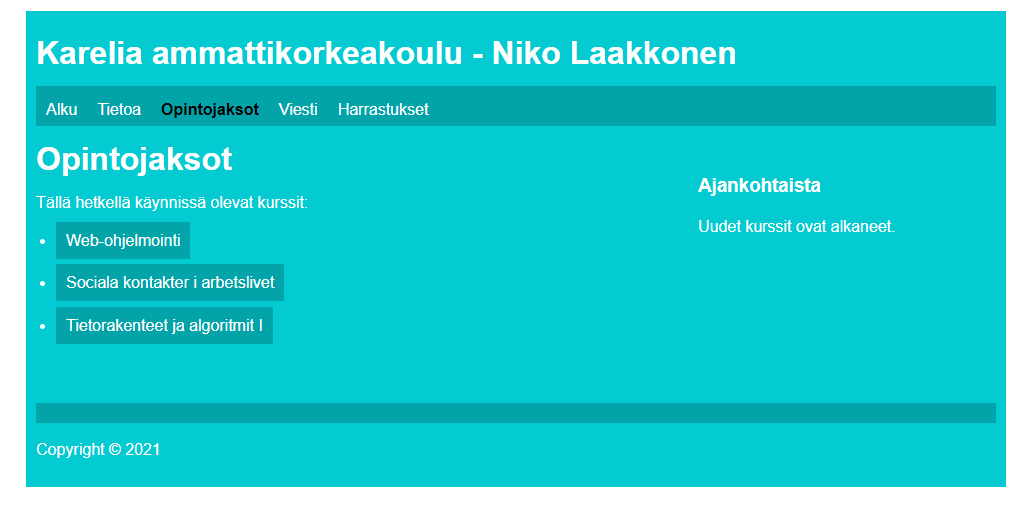 Karelia ammattikorkeakoulu - Niko Laakkonen
Alku Tietoa Opintojaksot Viesti Harrastukset
Opintojaksot
Tällä hetkellä käynnissä olevat kurssit:
Web-ohjelmointi
Sociala kontakter i arbetslivet
Tietorakenteet ja algoritmit I
Ajankohtaista
Uudet kurssit ovat alkaneet.
Copyright © 2021